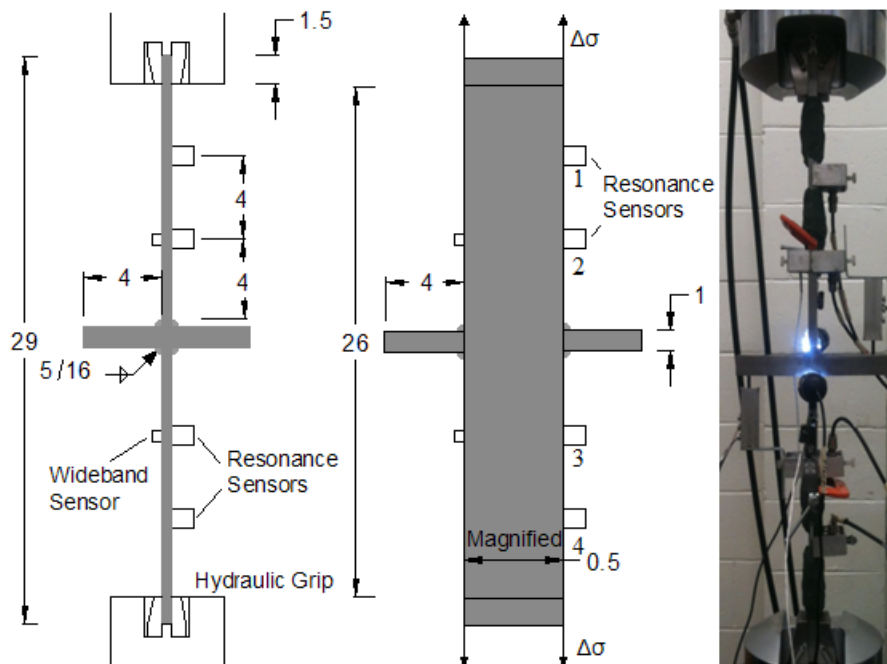 1.5
4
4
4
29
5/16
Wideband
Sensor
Resonance
Sensors
Hydraulic Grip
Δσ
1
Resonance
Sensors
2
4
1
26
3
4
Magnified
0.5
Δσ